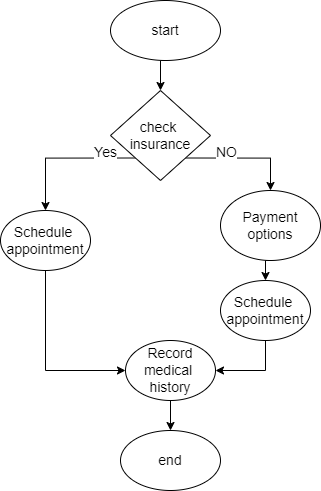 start
check
insurance
Yes
NO
Schedule
appointment
Payment
options
Schedule
appointment
Record
medical
history
end